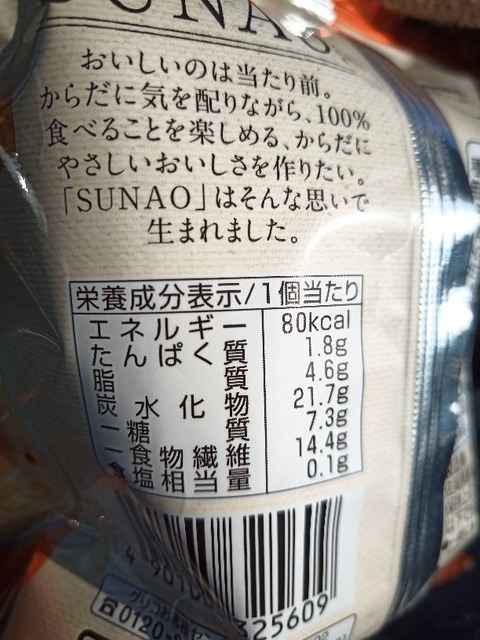 SUNAO
おいしいのは当たり前。
からだに気を配りながら、100%
食べることを楽しめる、からだに
やさしいおいしさを作りたい。
「SUNAO」はそんな思いで
生まれました。
栄養成分表示/1個当たり
エネルギー 80kcal
たんぱく質 1.8g
脂質 4.6g
炭水化物 21.7g
ー糖質 7.3g
ー食物繊維 14.4g
食塩相当量 0.1g
4 90100
325609
0120-